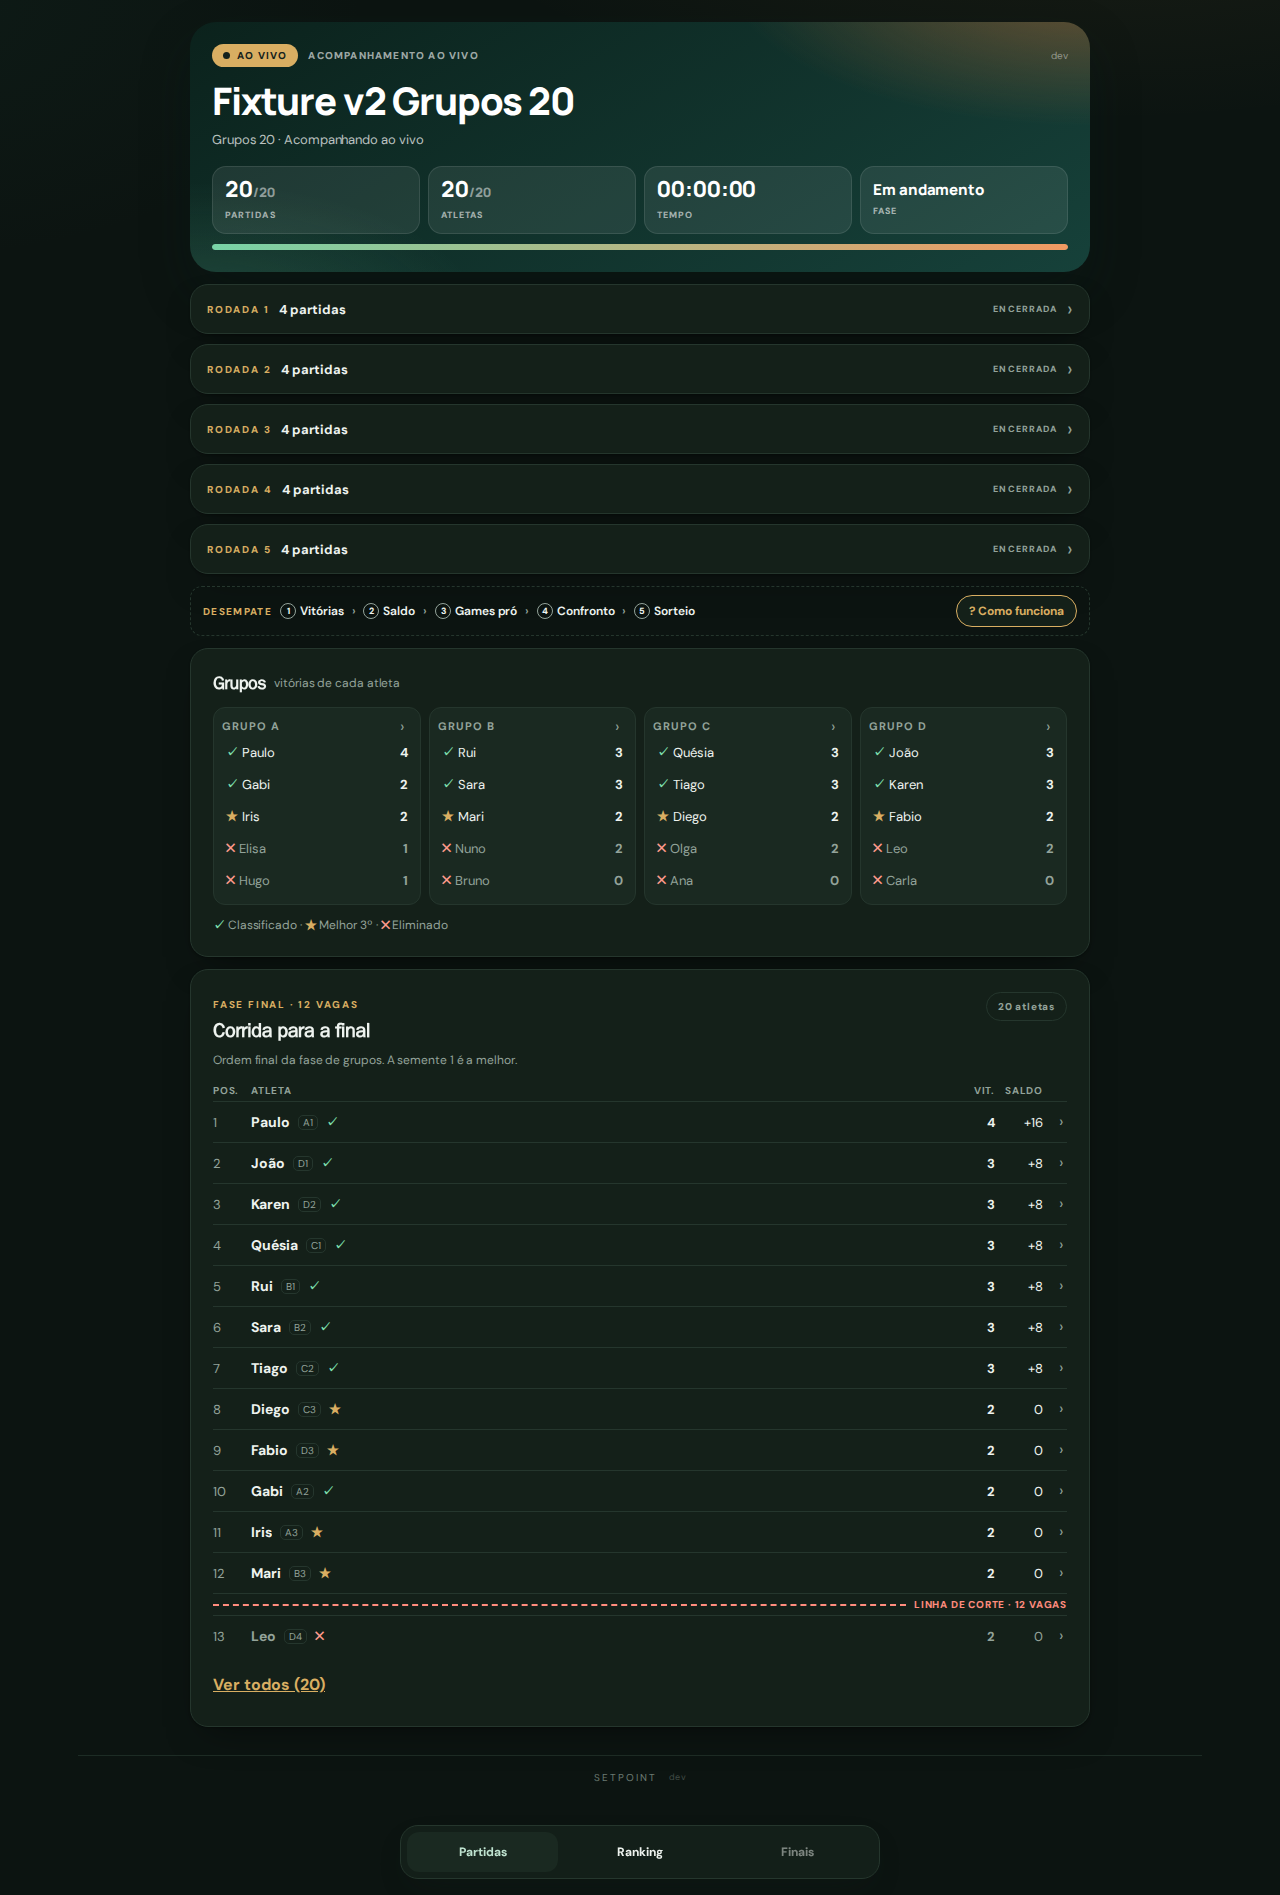 AO VIVO ACOMPANHAMENTO AO VIVO dev
Fixture v2 Grupos 20
Grupos 20 · Acompanhando ao vivo
20/20 20/20 00:00:00 Em andamento
PARTIDAS ATLETAS TEMPO FASE
RODADA 1 4 partidas ENCERRADA ›
RODADA 2 4 partidas ENCERRADA ›
RODADA 3 4 partidas ENCERRADA ›
RODADA 4 4 partidas ENCERRADA ›
RODADA 5 4 partidas ENCERRADA ›
DESEMPATE 1 Vitórias › 2 Saldo › 3 Games pró › 4 Confronto › 5 Sorteio ? Como funciona
Grupos vitórias de cada atleta
GRUPO A › GRUPO B › GRUPO C › GRUPO D ›
✓ Paulo 4 ✓ Rui 3 ✓ Quésia 3 ✓ João 3
✓ Gabi 2 ✓ Sara 3 ✓ Tiago 3 ✓ Karen 3
★ Iris 2 ★ Mari 2 ★ Diego 2 ★ Fabio 2
✕ Elisa 1 ✕ Nuno 2 ✕ Olga 2 ✕ Leo 2
✕ Hugo 1 ✕ Bruno 0 ✕ Ana 0 ✕ Carla 0
✓ Classificado · ★ Melhor 3º · ✕ Eliminado
FASE FINAL · 12 VAGAS 20 atletas
Corrida para a final
Ordem final da fase de grupos. A semente 1 é a melhor.
POS. ATLETA VIT. SALDO
1 Paulo A1 ✓ 4 +16 ›
2 João D1 ✓ 3 +8 ›
3 Karen D2 ✓ 3 +8 ›
4 Quésia C1 ✓ 3 +8 ›
5 Rui B1 ✓ 3 +8 ›
6 Sara B2 ✓ 3 +8 ›
7 Tiago C2 ✓ 3 +8 ›
8 Diego C3 ★ 2 0 ›
9 Fabio D3 ★ 2 0 ›
10 Gabi A2 ✓ 2 0 ›
11 Iris A3 ★ 2 0 ›
12 Mari B3 ★ 2 0 ›
LINHA DE CORTE · 12 VAGAS
13 Leo D4 ✕ 2 0 ›
Ver todos (20)
SETPOINT dev
Partidas Ranking Finais